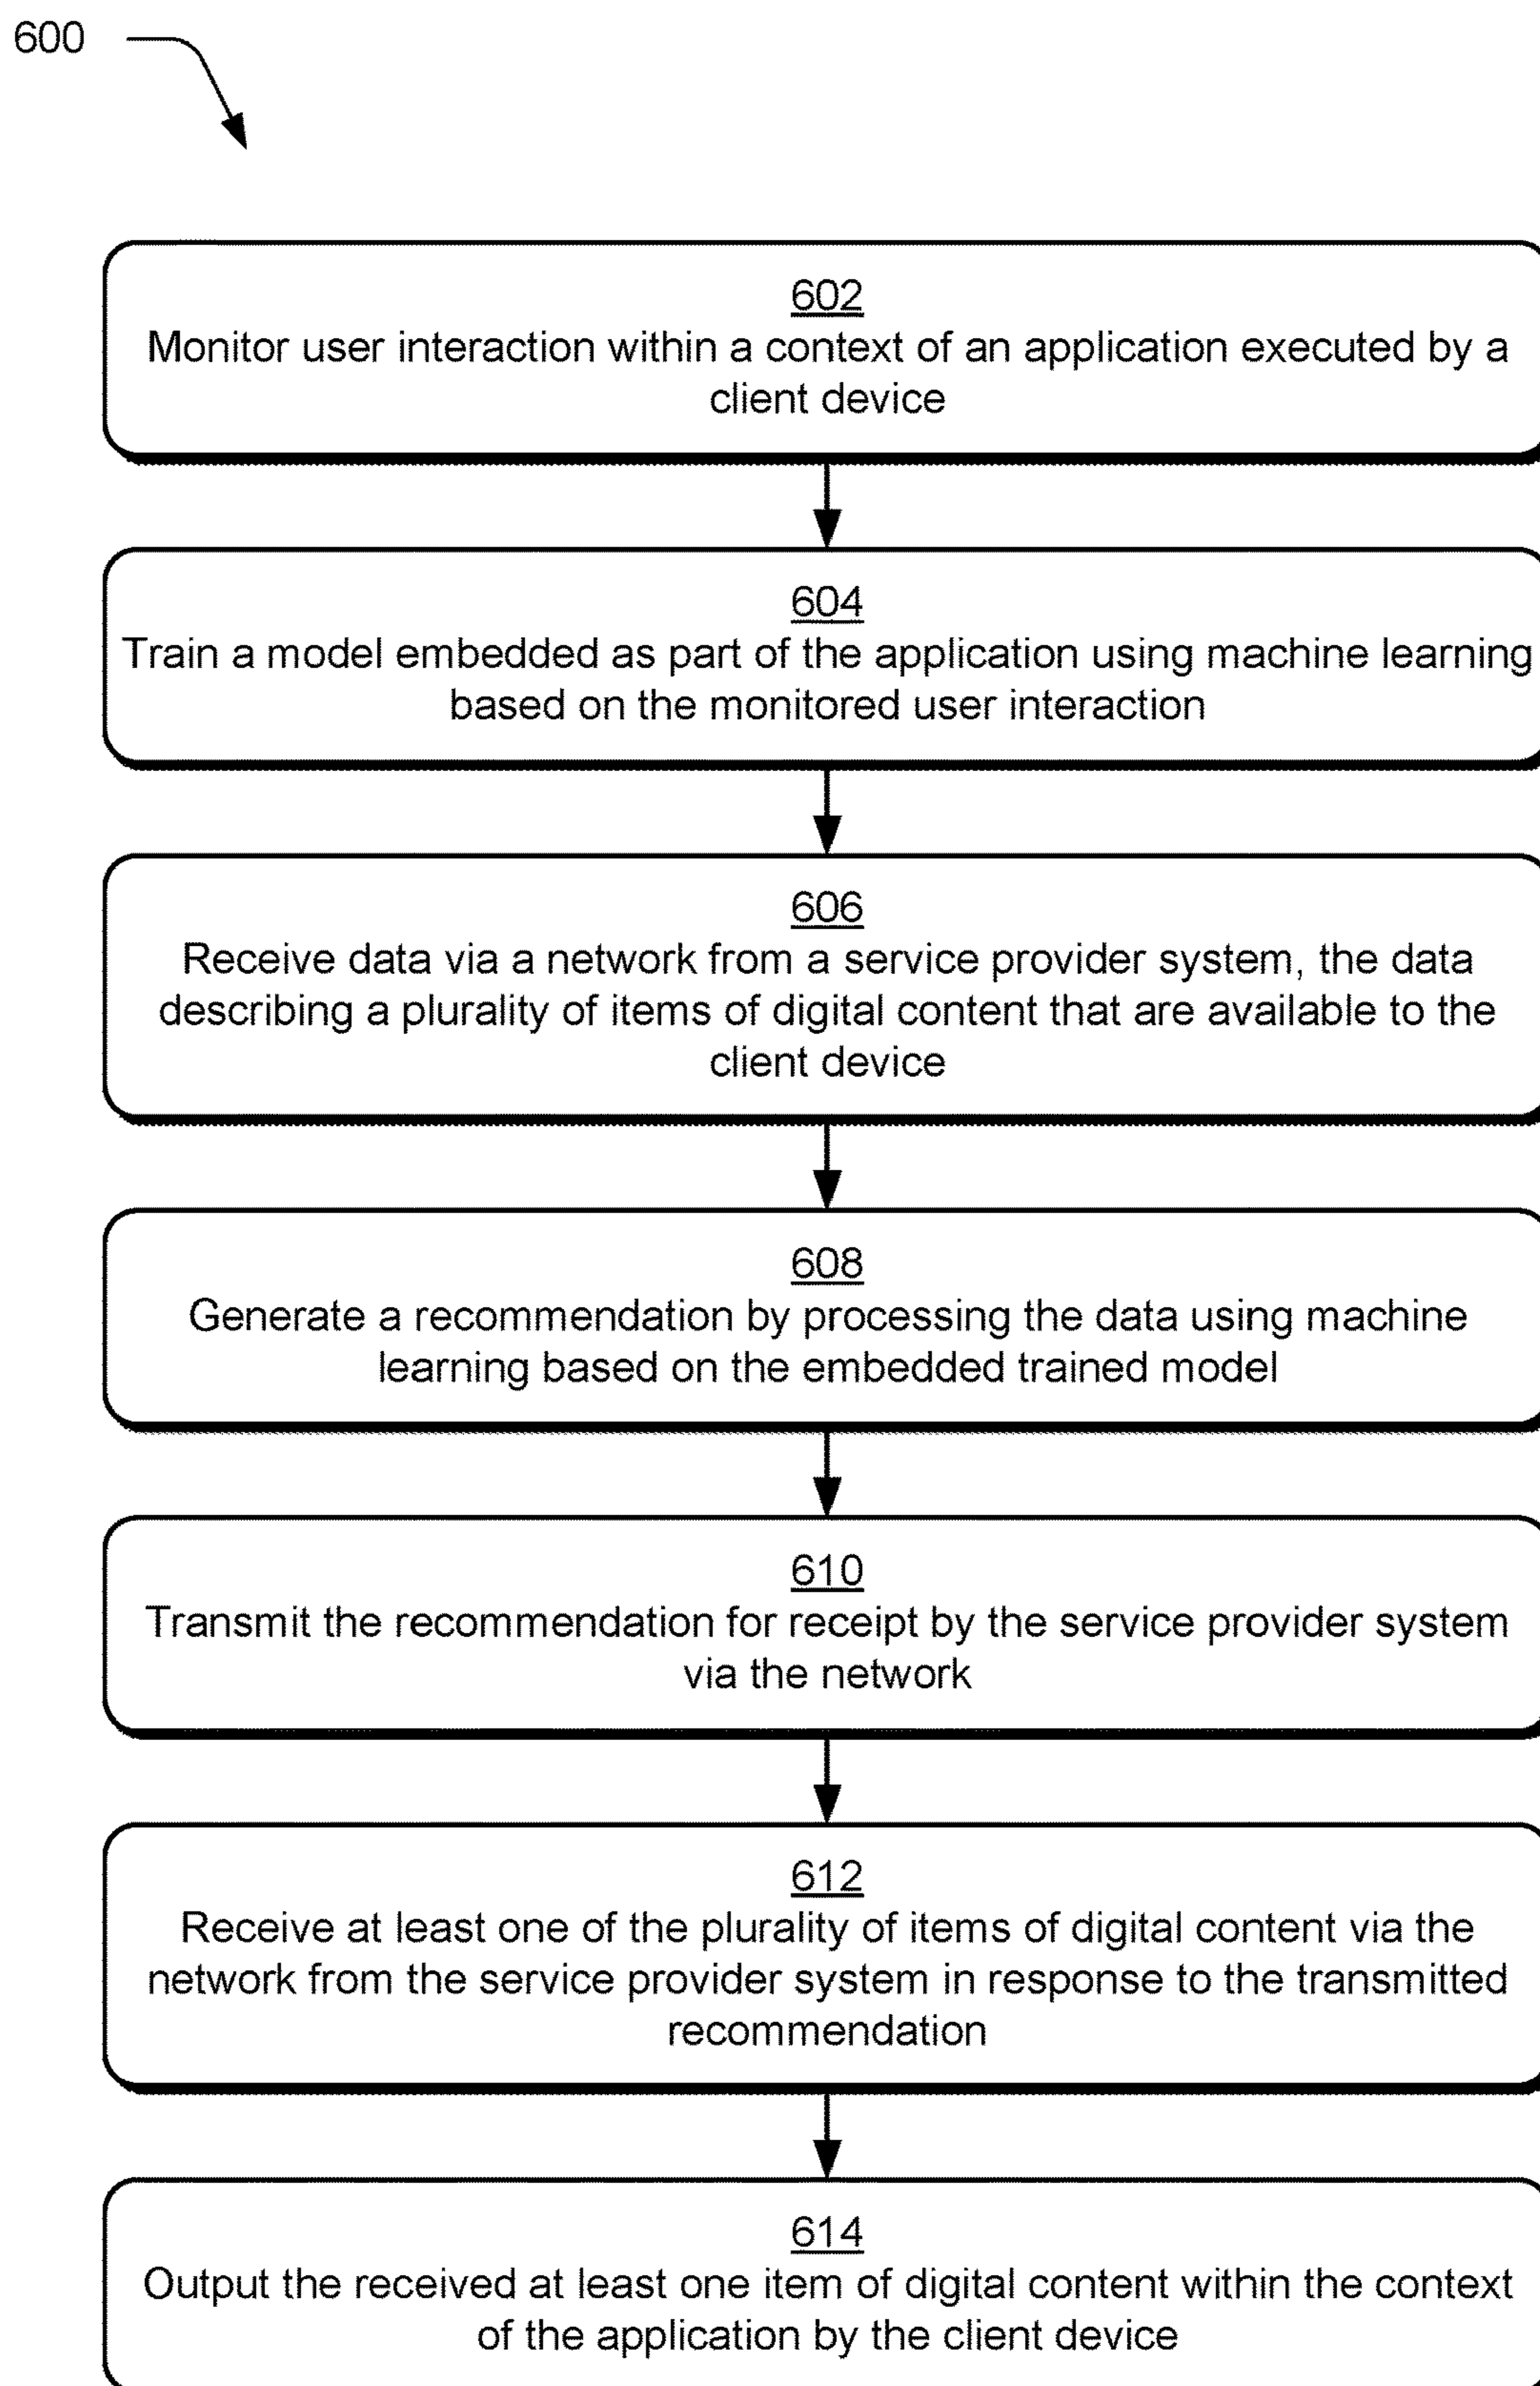 600
602
Monitor user interaction within a context of an application executed by a
client device
604
Train a model embedded as part of the application using machine learning
based on the monitored user interaction
606
Receive data via a network from a service provider system, the data
describing a plurality of items of digital content that are available to the
client device
608
Generate a recommendation by processing the data using machine
learning based on the embedded trained model
610
Transmit the recommendation for receipt by the service provider system
via the network
612
Receive at least one of the plurality of items of digital content via the
network from the service provider system in response to the transmitted
recommendation
614
Output the received at least one item of digital content within the context
of the application by the client device